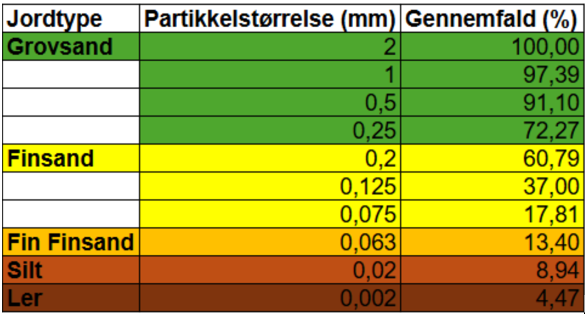 Jordtype Partikkelstørrelse (mm) Gennemfald (%)
Grovsand 2 100,00
1 97,39
0,5 91,10
0,25 72,27
Finsand 0,2 60,79
0,125 37,00
0,075 17,81
Fin Finsand 0,063 13,40
Silt 0,02 8,94
Ler 0,002 4,47